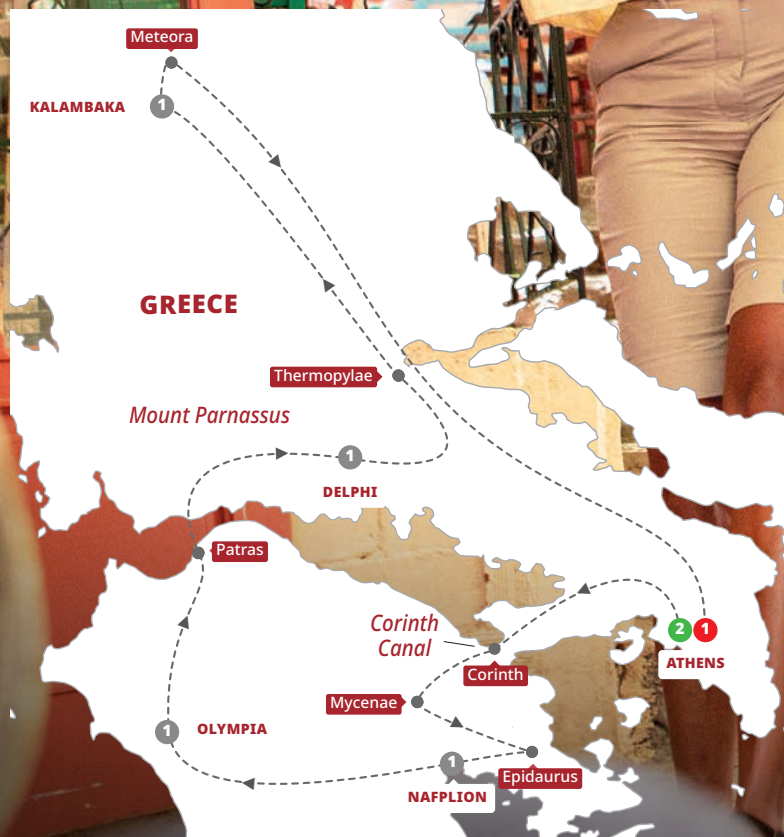 Meteora
1
KALAMBAKA
GREECE
Thermopylae
Mount Parnassus
1
DELPHI
Patras
Corinth
Canal
2
1
ATHENS
Corinth
Mycenae
1
OLYMPIA
1
Epidaurus
NAFPLION